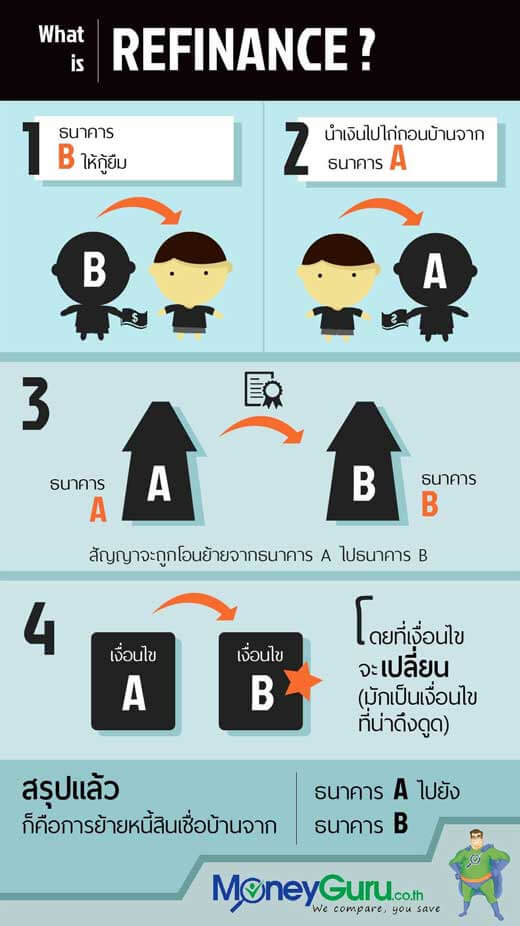 What
is
REFINANCE ?
1
ธนาคาร
B ให้กู้ยืม
B
$
2
นำเงินไปไถ่ถอนบ้านจาก
ธนาคาร A
A
$
3
ธนาคาร
A
A
B
ธนาคาร
B
สัญญาจะถูกโอนย้ายจากธนาคาร A ไปธนาคาร B
4
เงื่อนไข
A
เงื่อนไข
B
โดยที่เงื่อนไข
จะเปลี่ยน
(มักเป็นเงื่อนไข
ที่น่าดึงดูด)
สรุปแล้ว
ก็คือการย้ายหนี้สินเชื่อบ้านจาก
ธนาคาร A ไปยัง
ธนาคาร B
MoneyGuru.co.th
We compare, you save